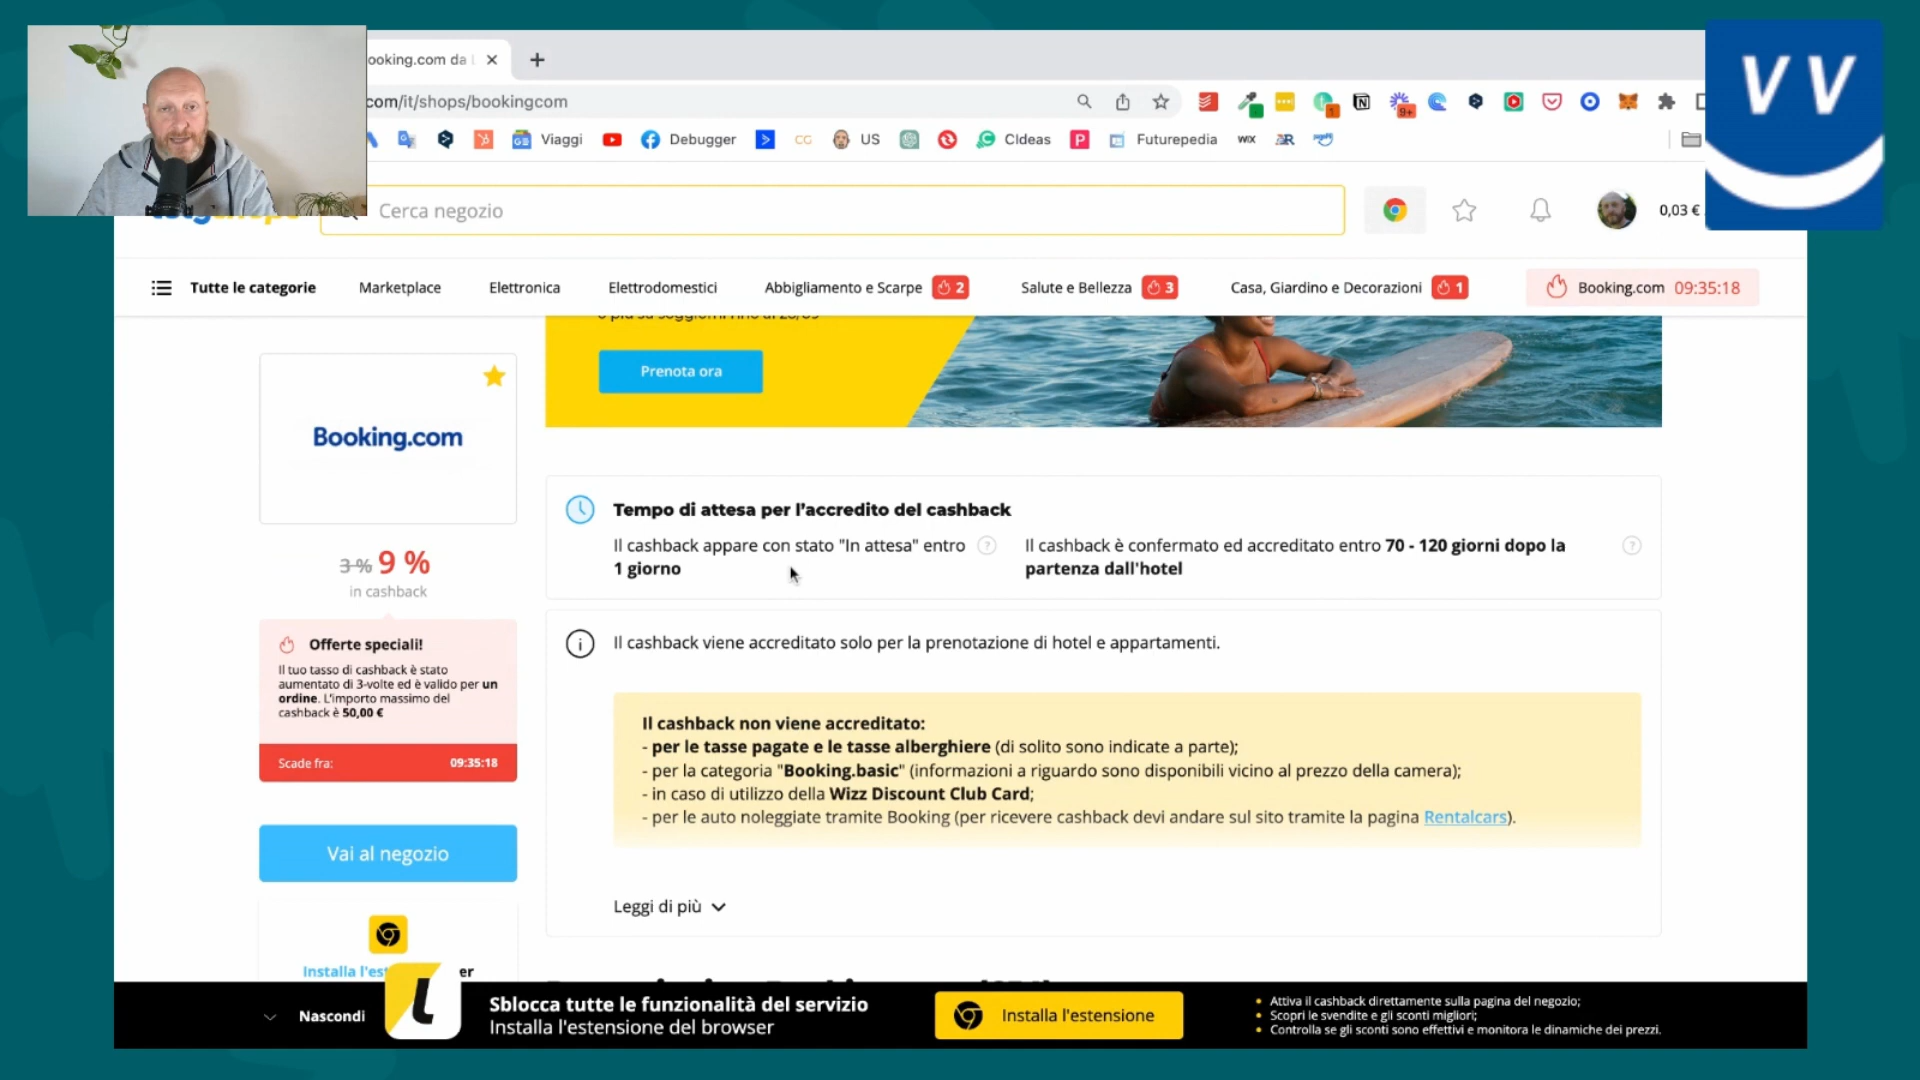 ooking.com da
com/it/shops/bookingcom
9+
Viaggi
Debugger
CG
US
CIdeas
Futurepedia
WIX
VV
Cerca negozio
0,03 €
Tutte le categorie
Marketplace
Elettronica
Elettrodomestici
Abbigliamento e Scarpe 2
Salute e Bellezza 3
Casa, Giardino e Decorazioni 1
Booking.com 09:35:18
Prenota ora
Booking.com
3 % 9 %
in cashback
Offerte speciali!
Il tuo tasso di cashback è stato
aumentato di 3-volte ed è valido per un
ordine. L'importo massimo del
cashback è 50,00 €
Scade fra: 09:35:18
Vai al negozio
Tempo di attesa per l'accredito del cashback
Il cashback appare con stato "In attesa" entro
1 giorno
Il cashback è confermato ed accreditato entro 70 - 120 giorni dopo la
partenza dall'hotel
Il cashback viene accreditato solo per la prenotazione di hotel e appartamenti.
Il cashback non viene accreditato:
- per le tasse pagate e le tasse alberghiere (di solito sono indicate a parte);
- per la categoria "Booking.basic" (informazioni a riguardo sono disponibili vicino al prezzo della camera);
- in caso di utilizzo della Wizz Discount Club Card;
- per le auto noleggiate tramite Booking (per ricevere cashback devi andare sul sito tramite la pagina Rentalcars).
Leggi di più
Installa l'es
er
Nascondi
Sblocca tutte le funzionalità del servizio
Installa l'estensione del browser
Installa l'estensione
• Attiva il cashback direttamente sulla pagina del negozio;
• Scopri le svendite e gli sconti migliori;
• Controlla se gli sconti sono effettivi e monitora le dinamiche dei prezzi.